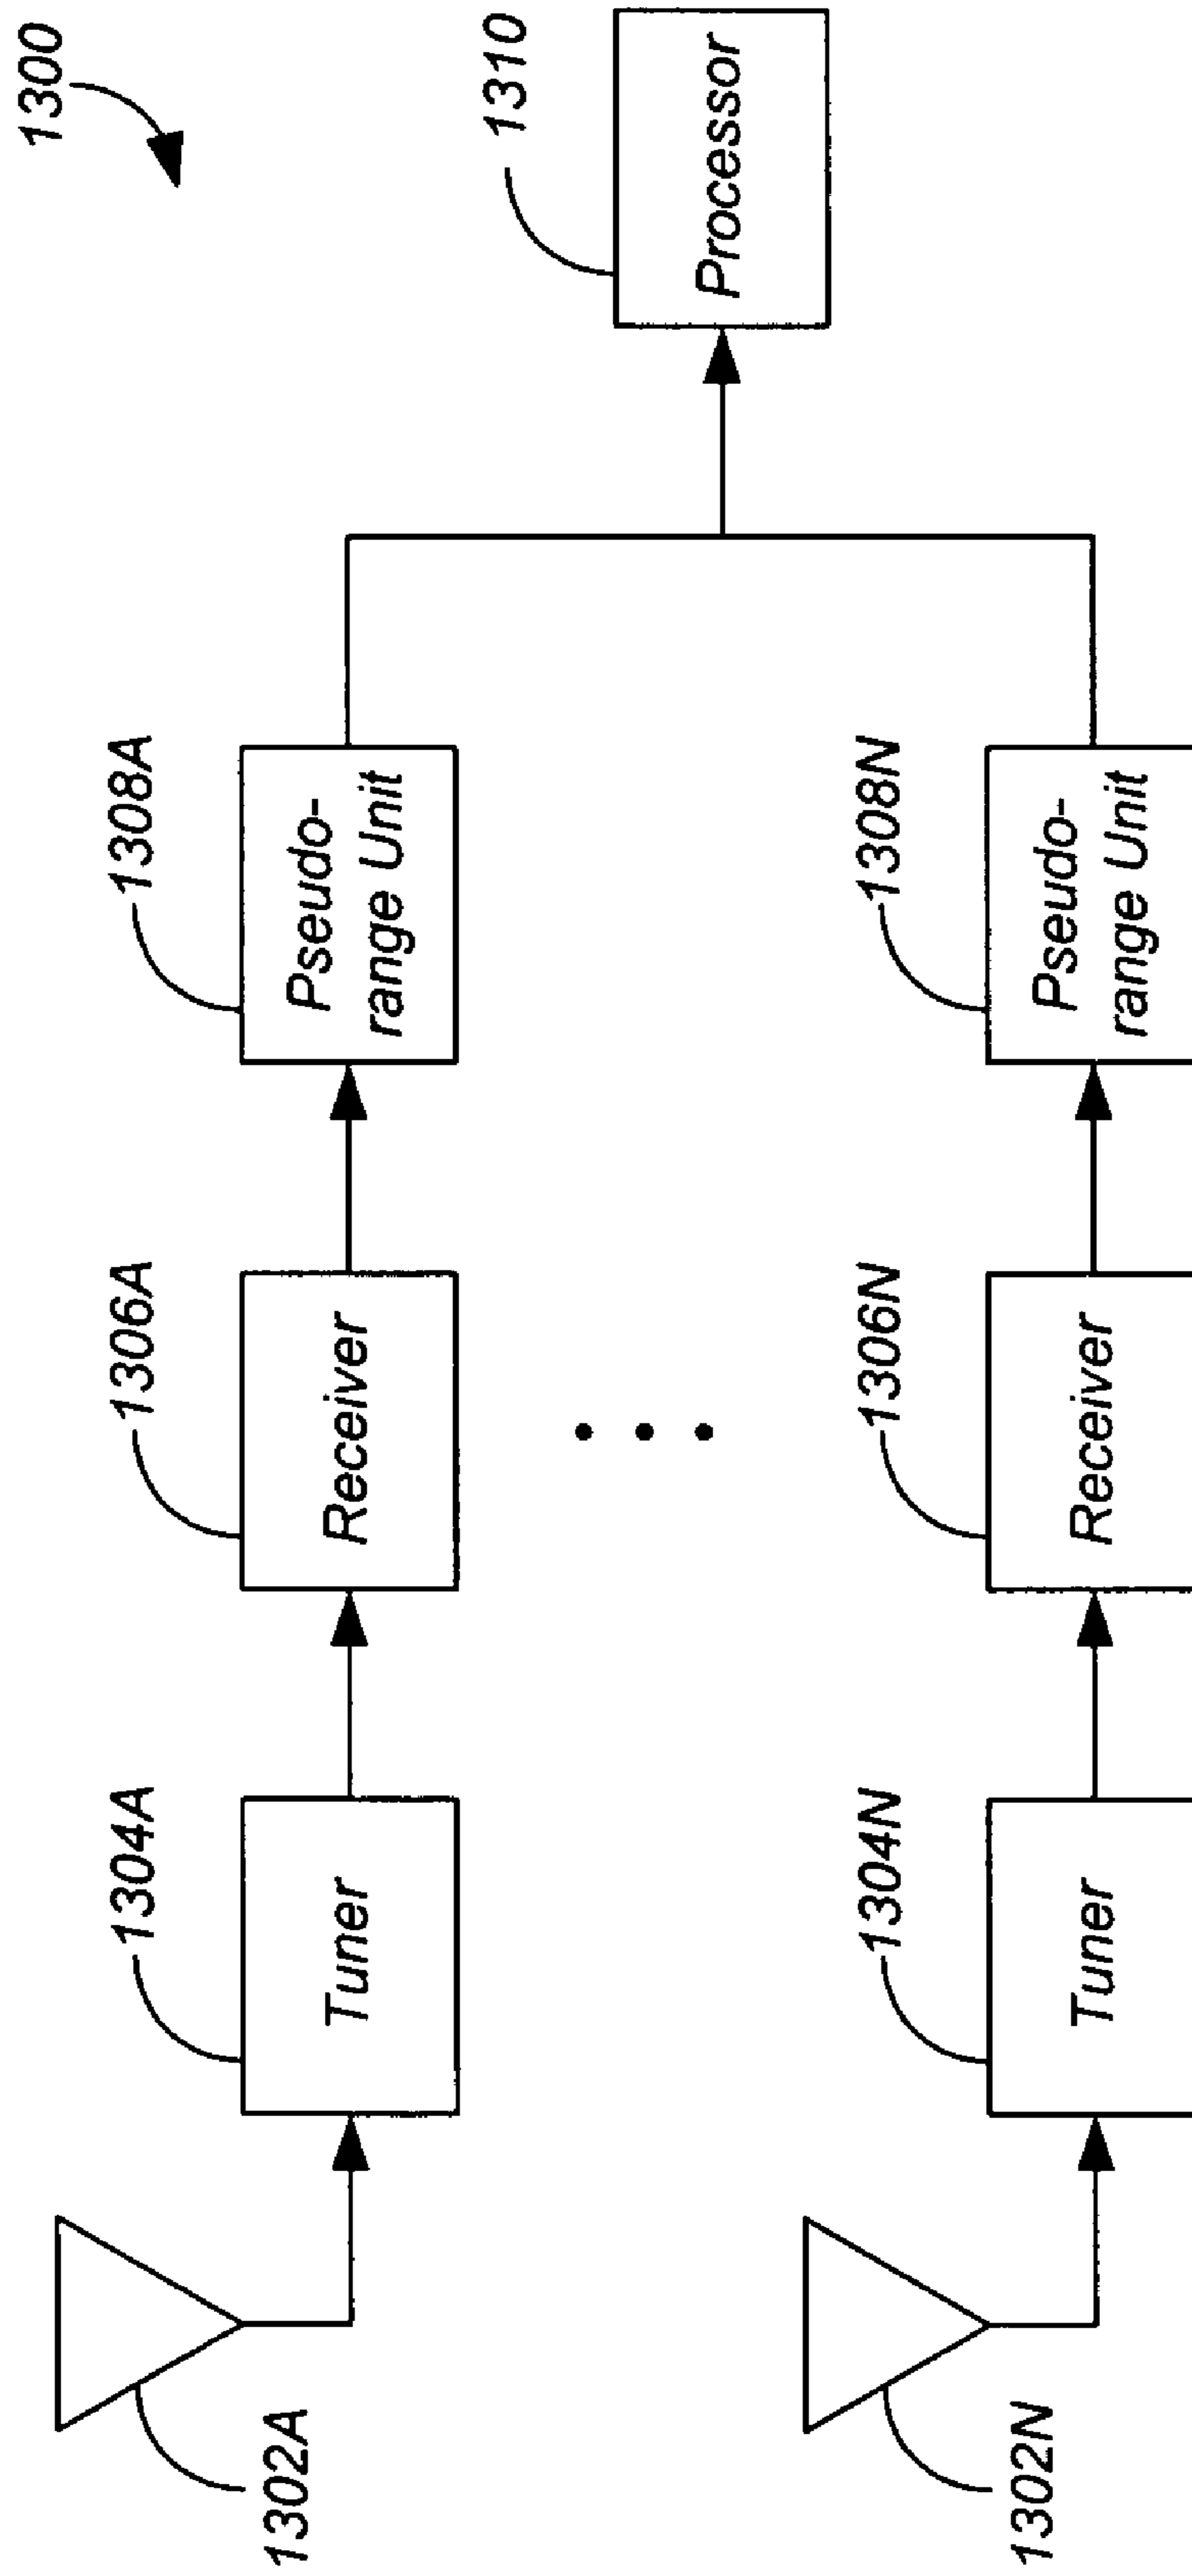 1300
1302A
1304A
Tuner
1306A
Receiver
1308A
Pseudo-
range Unit
1310
Processor
1302N
1304N
Tuner
1306N
Receiver
1308N
Pseudo-
range Unit